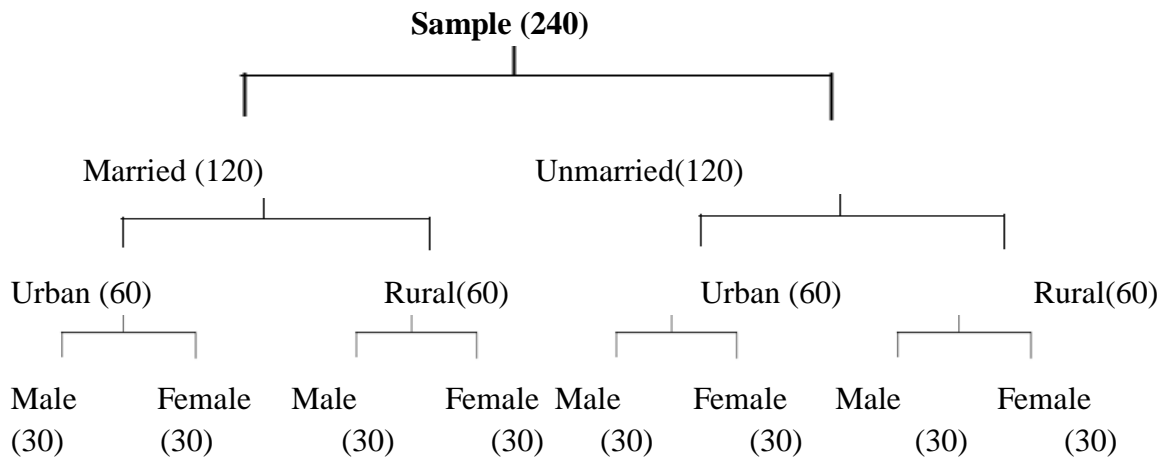 Sample (240)
Married (120) Unmarried(120)
Urban (60) Rural(60) Urban (60) Rural(60)
Male Female Male Female Male Female Male Female
(30) (30) (30) (30) (30) (30) (30) (30)